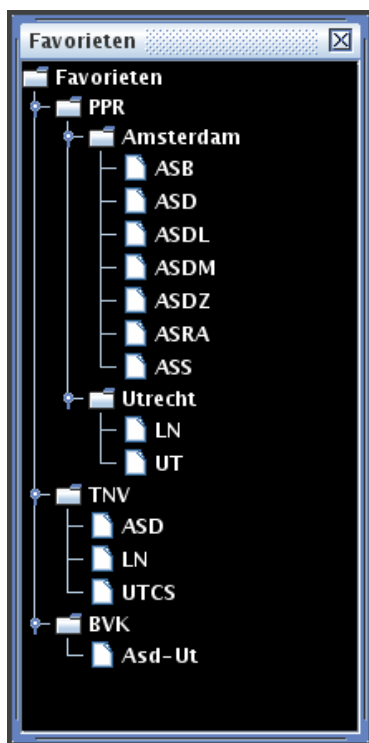 Favorieten
Favorieten
PPR
Amsterdam
ASB
ASD
ASDL
ASDM
ASDZ
ASRA
ASS
Utrecht
LN
UT
TNV
ASD
LN
UTCS
BVK
Asd-Ut